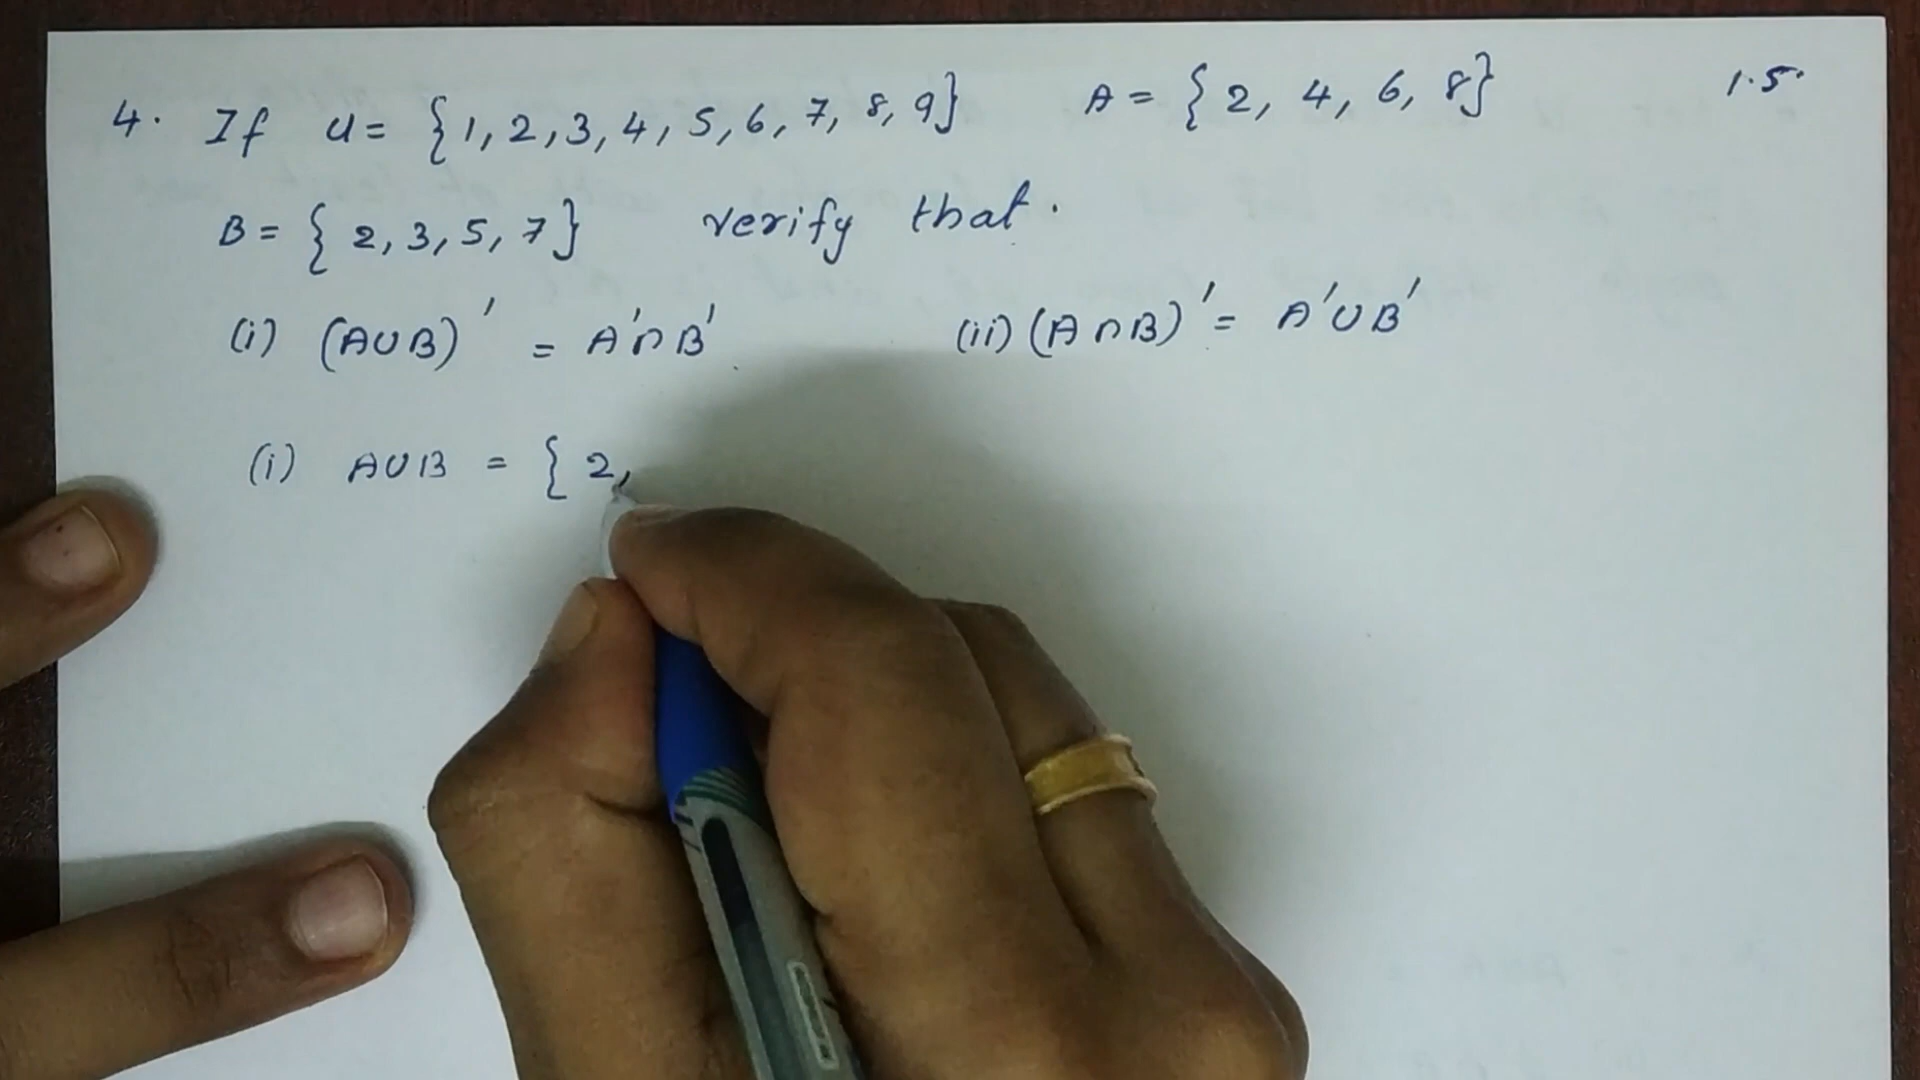 4. If U = {1, 2, 3, 4, 5, 6, 7, 8, 9} A = {2, 4, 6, 8} 1.5.
B = {2, 3, 5, 7} verify that.
(i) (A∪B)' = A'∩B' (ii) (A∩B)' = A'∪B'
(i) A∪B = {2,